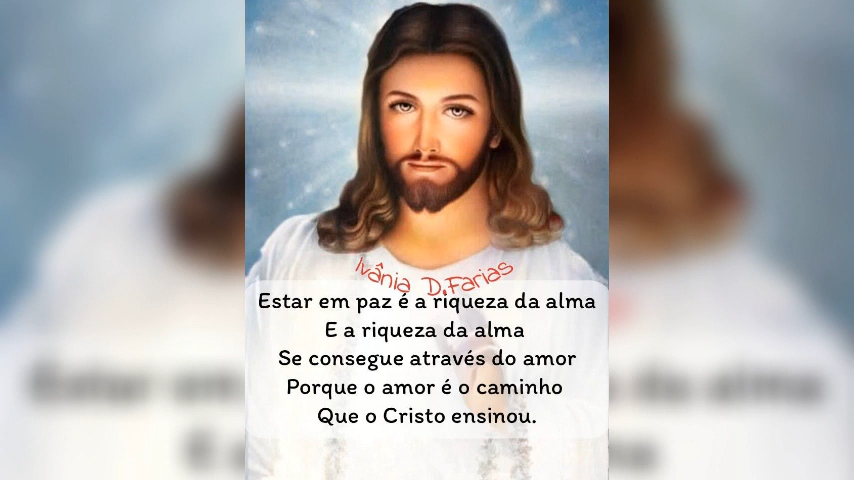 Ivânia D.Farias
Estar em paz é a riqueza da alma
E a riqueza da alma
Se consegue através do amor
Porque o amor é o caminho
Que o Cristo ensinou.